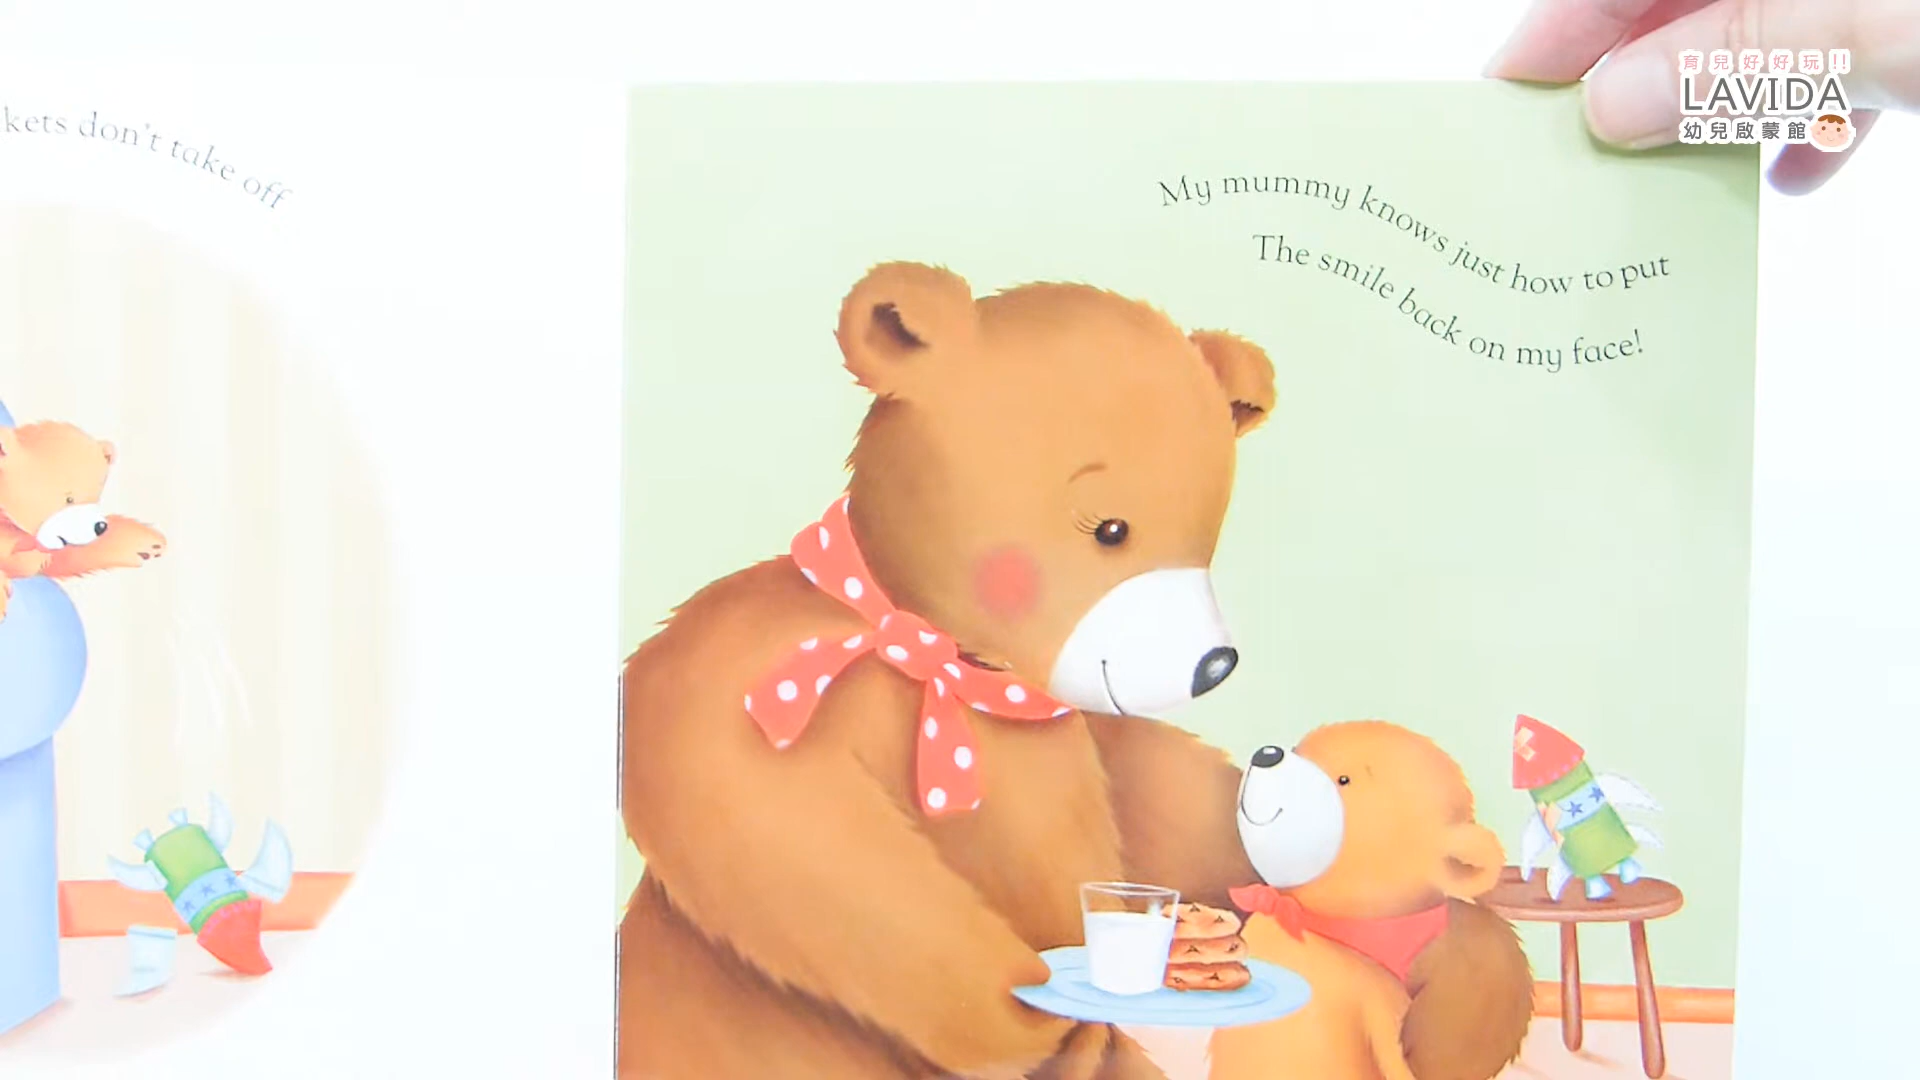 don't take off
My mummy knows just how to put
The smile back on my face!
育兒好好玩!!
LAVIDA
幼兒啟蒙館